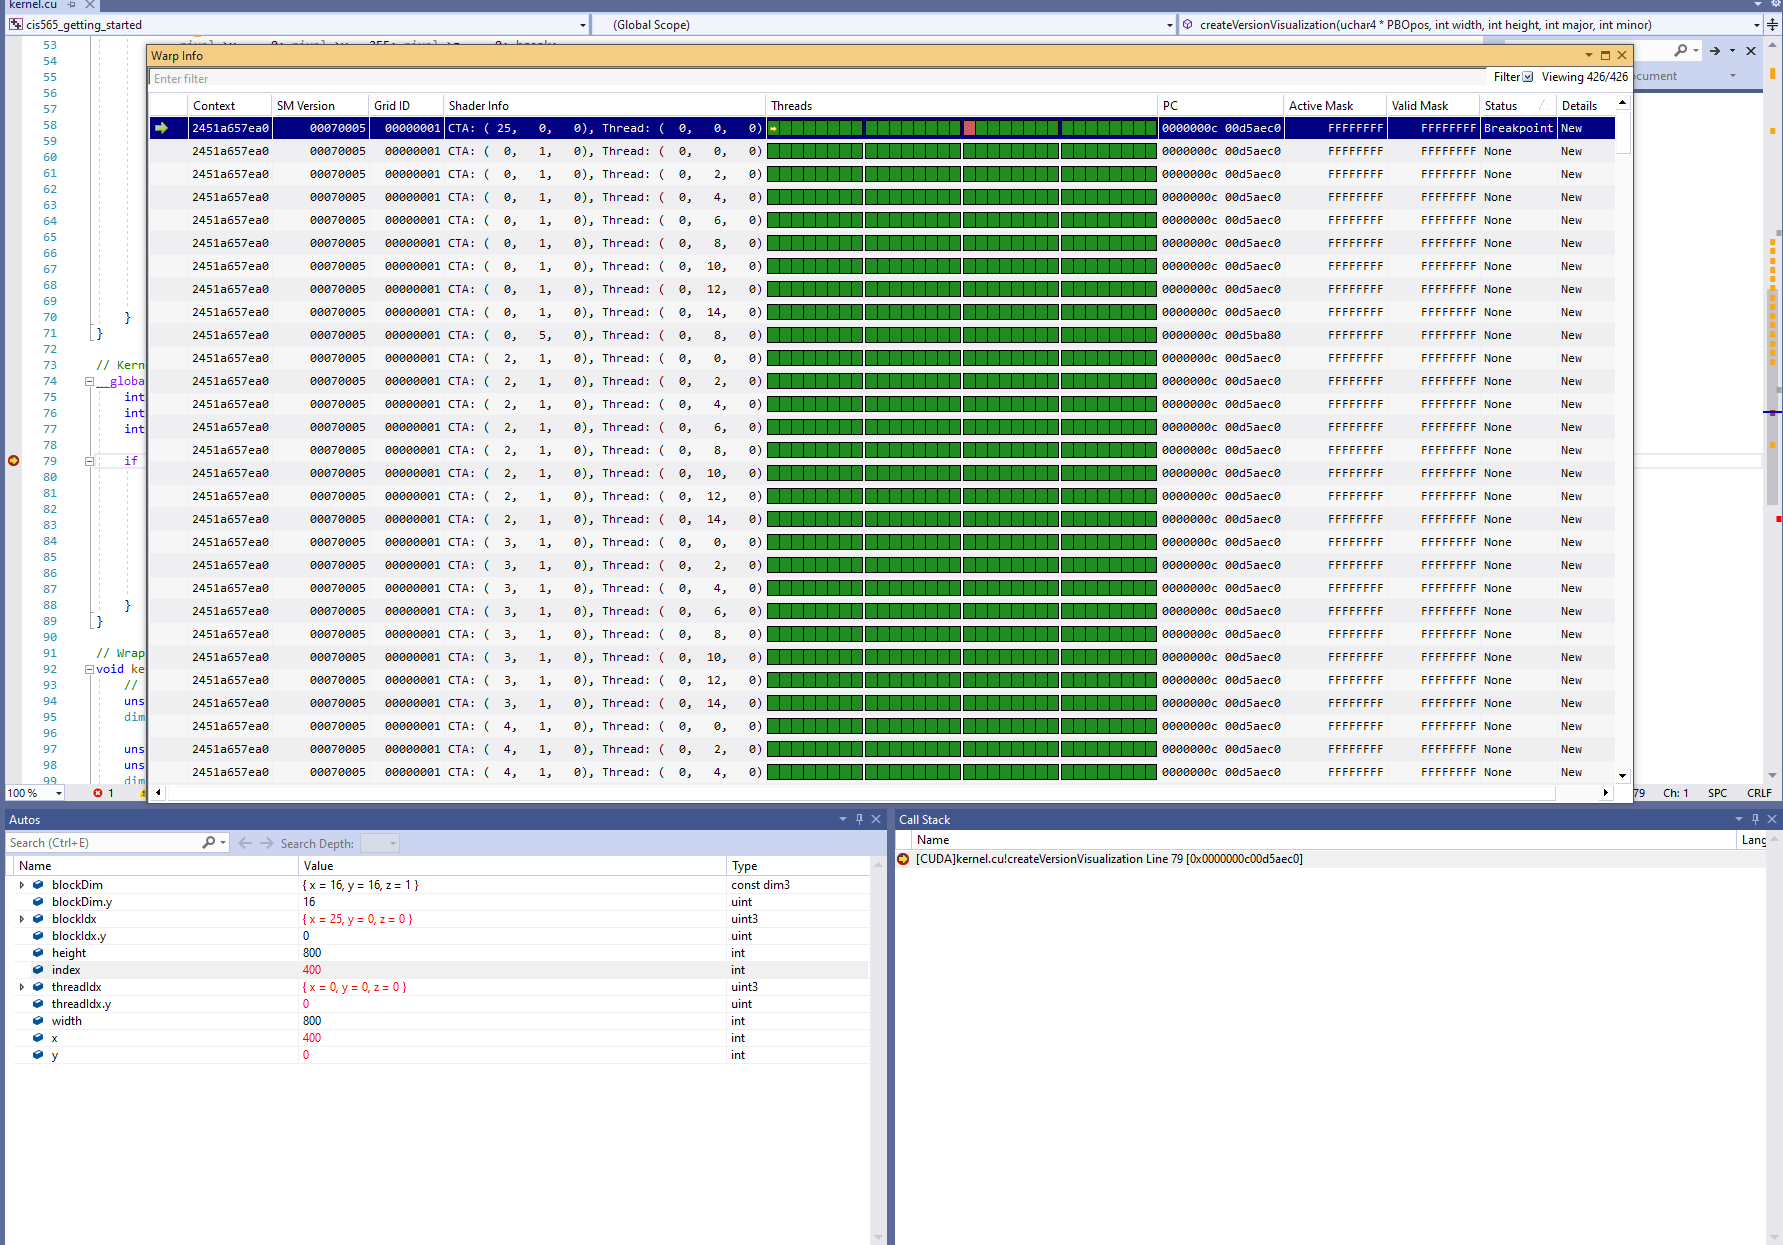 kernel.cu
cis565_getting_started
(Global Scope)
createVersionVisualization(uchar4 * PBOpos, int width, int height, int major, int minor)
53
54
55
56
57
58
59
60
61
62
63
64
65
66
67
68
69
70 }
71 }
72
73 // Kern
74 __globa
75 int
76 int
77 int
78
79 if
80
81
82
83
84
85
86
87
88 }
89 }
90
91 // Wrap
92 void ke
93 //
94 uns
95 dim
96
97 uns
98 uns
99 dim
Warp Info
Enter filter
Filter Viewing 426/426
Context SM Version Grid ID Shader Info Threads PC Active Mask Valid Mask Status Details
2451a657ea0 00070005 00000001 CTA: ( 25, 0, 0), Thread: ( 0, 0, 0) 0000000c 00d5aec0 FFFFFFFF FFFFFFFF Breakpoint New
2451a657ea0 00070005 00000001 CTA: ( 0, 1, 0), Thread: ( 0, 0, 0) 0000000c 00d5aec0 FFFFFFFF FFFFFFFF None New
2451a657ea0 00070005 00000001 CTA: ( 0, 1, 0), Thread: ( 0, 2, 0) 0000000c 00d5aec0 FFFFFFFF FFFFFFFF None New
2451a657ea0 00070005 00000001 CTA: ( 0, 1, 0), Thread: ( 0, 4, 0) 0000000c 00d5aec0 FFFFFFFF FFFFFFFF None New
2451a657ea0 00070005 00000001 CTA: ( 0, 1, 0), Thread: ( 0, 6, 0) 0000000c 00d5aec0 FFFFFFFF FFFFFFFF None New
2451a657ea0 00070005 00000001 CTA: ( 0, 1, 0), Thread: ( 0, 8, 0) 0000000c 00d5aec0 FFFFFFFF FFFFFFFF None New
2451a657ea0 00070005 00000001 CTA: ( 0, 1, 0), Thread: ( 0, 10, 0) 0000000c 00d5aec0 FFFFFFFF FFFFFFFF None New
2451a657ea0 00070005 00000001 CTA: ( 0, 1, 0), Thread: ( 0, 12, 0) 0000000c 00d5aec0 FFFFFFFF FFFFFFFF None New
2451a657ea0 00070005 00000001 CTA: ( 0, 1, 0), Thread: ( 0, 14, 0) 0000000c 00d5aec0 FFFFFFFF FFFFFFFF None New
2451a657ea0 00070005 00000001 CTA: ( 0, 5, 0), Thread: ( 0, 8, 0) 0000000c 00d5ba80 FFFFFFFF FFFFFFFF None New
2451a657ea0 00070005 00000001 CTA: ( 2, 1, 0), Thread: ( 0, 0, 0) 0000000c 00d5aec0 FFFFFFFF FFFFFFFF None New
2451a657ea0 00070005 00000001 CTA: ( 2, 1, 0), Thread: ( 0, 2, 0) 0000000c 00d5aec0 FFFFFFFF FFFFFFFF None New
2451a657ea0 00070005 00000001 CTA: ( 2, 1, 0), Thread: ( 0, 4, 0) 0000000c 00d5aec0 FFFFFFFF FFFFFFFF None New
2451a657ea0 00070005 00000001 CTA: ( 2, 1, 0), Thread: ( 0, 6, 0) 0000000c 00d5aec0 FFFFFFFF FFFFFFFF None New
2451a657ea0 00070005 00000001 CTA: ( 2, 1, 0), Thread: ( 0, 8, 0) 0000000c 00d5aec0 FFFFFFFF FFFFFFFF None New
2451a657ea0 00070005 00000001 CTA: ( 2, 1, 0), Thread: ( 0, 10, 0) 0000000c 00d5aec0 FFFFFFFF FFFFFFFF None New
2451a657ea0 00070005 00000001 CTA: ( 2, 1, 0), Thread: ( 0, 12, 0) 0000000c 00d5aec0 FFFFFFFF FFFFFFFF None New
2451a657ea0 00070005 00000001 CTA: ( 2, 1, 0), Thread: ( 0, 14, 0) 0000000c 00d5aec0 FFFFFFFF FFFFFFFF None New
2451a657ea0 00070005 00000001 CTA: ( 3, 1, 0), Thread: ( 0, 0, 0) 0000000c 00d5aec0 FFFFFFFF FFFFFFFF None New
2451a657ea0 00070005 00000001 CTA: ( 3, 1, 0), Thread: ( 0, 2, 0) 0000000c 00d5aec0 FFFFFFFF FFFFFFFF None New
2451a657ea0 00070005 00000001 CTA: ( 3, 1, 0), Thread: ( 0, 4, 0) 0000000c 00d5aec0 FFFFFFFF FFFFFFFF None New
2451a657ea0 00070005 00000001 CTA: ( 3, 1, 0), Thread: ( 0, 6, 0) 0000000c 00d5aec0 FFFFFFFF FFFFFFFF None New
2451a657ea0 00070005 00000001 CTA: ( 3, 1, 0), Thread: ( 0, 8, 0) 0000000c 00d5aec0 FFFFFFFF FFFFFFFF None New
2451a657ea0 00070005 00000001 CTA: ( 3, 1, 0), Thread: ( 0, 10, 0) 0000000c 00d5aec0 FFFFFFFF FFFFFFFF None New
2451a657ea0 00070005 00000001 CTA: ( 3, 1, 0), Thread: ( 0, 12, 0) 0000000c 00d5aec0 FFFFFFFF FFFFFFFF None New
2451a657ea0 00070005 00000001 CTA: ( 3, 1, 0), Thread: ( 0, 14, 0) 0000000c 00d5aec0 FFFFFFFF FFFFFFFF None New
2451a657ea0 00070005 00000001 CTA: ( 4, 1, 0), Thread: ( 0, 0, 0) 0000000c 00d5aec0 FFFFFFFF FFFFFFFF None New
2451a657ea0 00070005 00000001 CTA: ( 4, 1, 0), Thread: ( 0, 2, 0) 0000000c 00d5aec0 FFFFFFFF FFFFFFFF None New
2451a657ea0 00070005 00000001 CTA: ( 4, 1, 0), Thread: ( 0, 4, 0) 0000000c 00d5aec0 FFFFFFFF FFFFFFFF None New
cument
100 % 1 79 Ch: 1 SPC CRLF
Autos
Search (Ctrl+E) Search Depth:
Name Value Type
blockDim { x = 16, y = 16, z = 1 } const dim3
blockDim.y 16 uint
blockIdx { x = 25, y = 0, z = 0 } uint3
blockIdx.y 0 uint
height 800 int
index 400 int
threadIdx { x = 0, y = 0, z = 0 } uint3
threadIdx.y 0 uint
width 800 int
x 400 int
y 0 int
Call Stack
Name Lang
[CUDA]kernel.cu!createVersionVisualization Line 79 [0x0000000c00d5aec0]